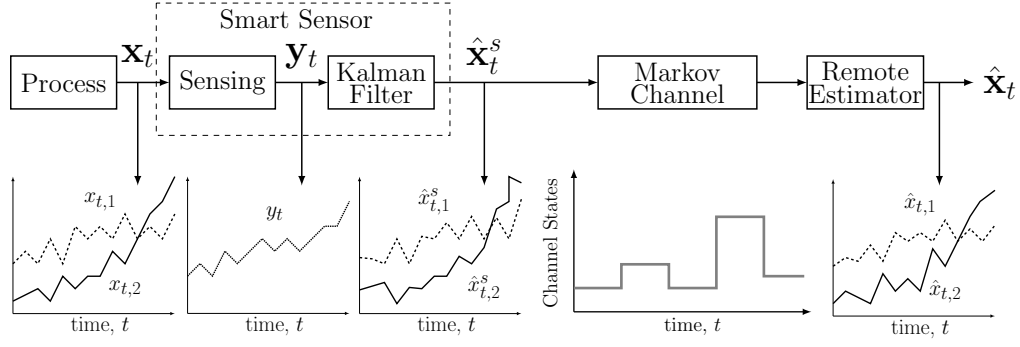 Smart Sensor
Process
𝐱_t
Sensing
𝐲_t
Kalman
Filter
𝐱̂_t^s
Markov
Channel
Remote
Estimator
𝐱̂_t
x_{t,1}
x_{t,2}
time, t
y_t
time, t
x̂_{t,1}^s
x̂_{t,2}^s
time, t
Channel States
time, t
x̂_{t,1}
x̂_{t,2}
time, t